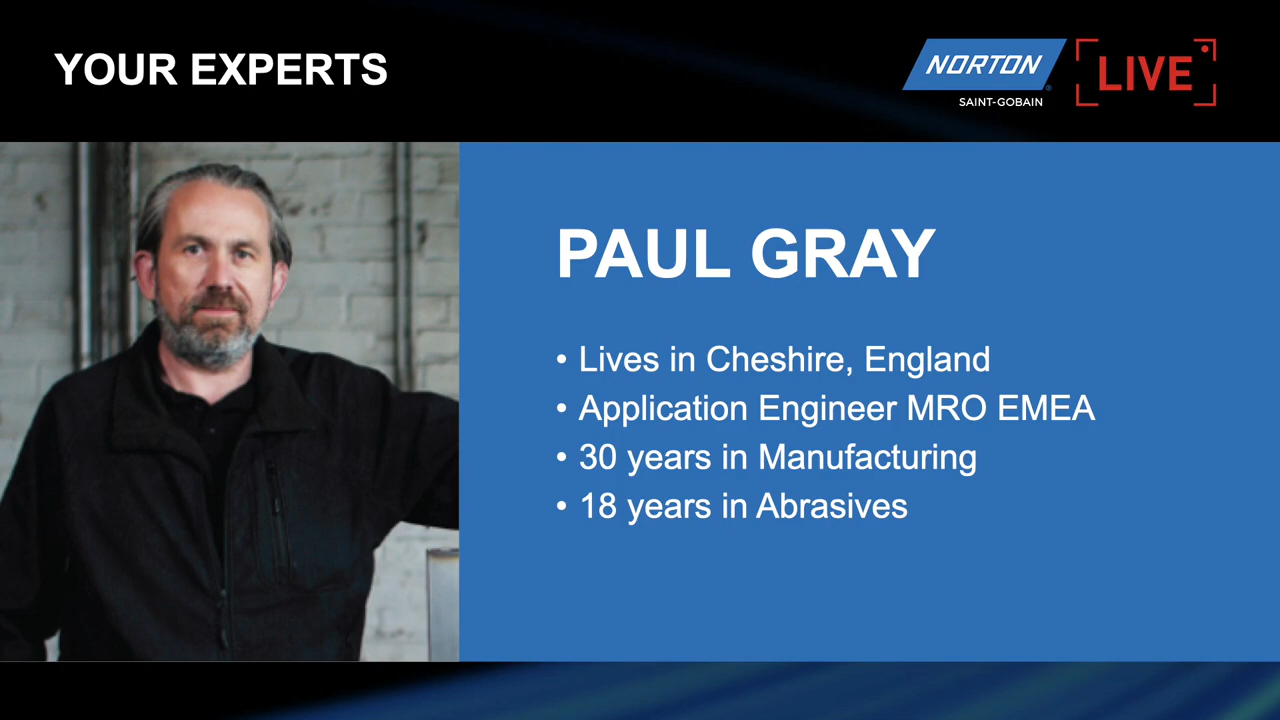 YOUR EXPERTS
NORTON
SAINT-GOBAIN
LIVE
PAUL GRAY
• Lives in Cheshire, England
• Application Engineer MRO EMEA
• 30 years in Manufacturing
• 18 years in Abrasives